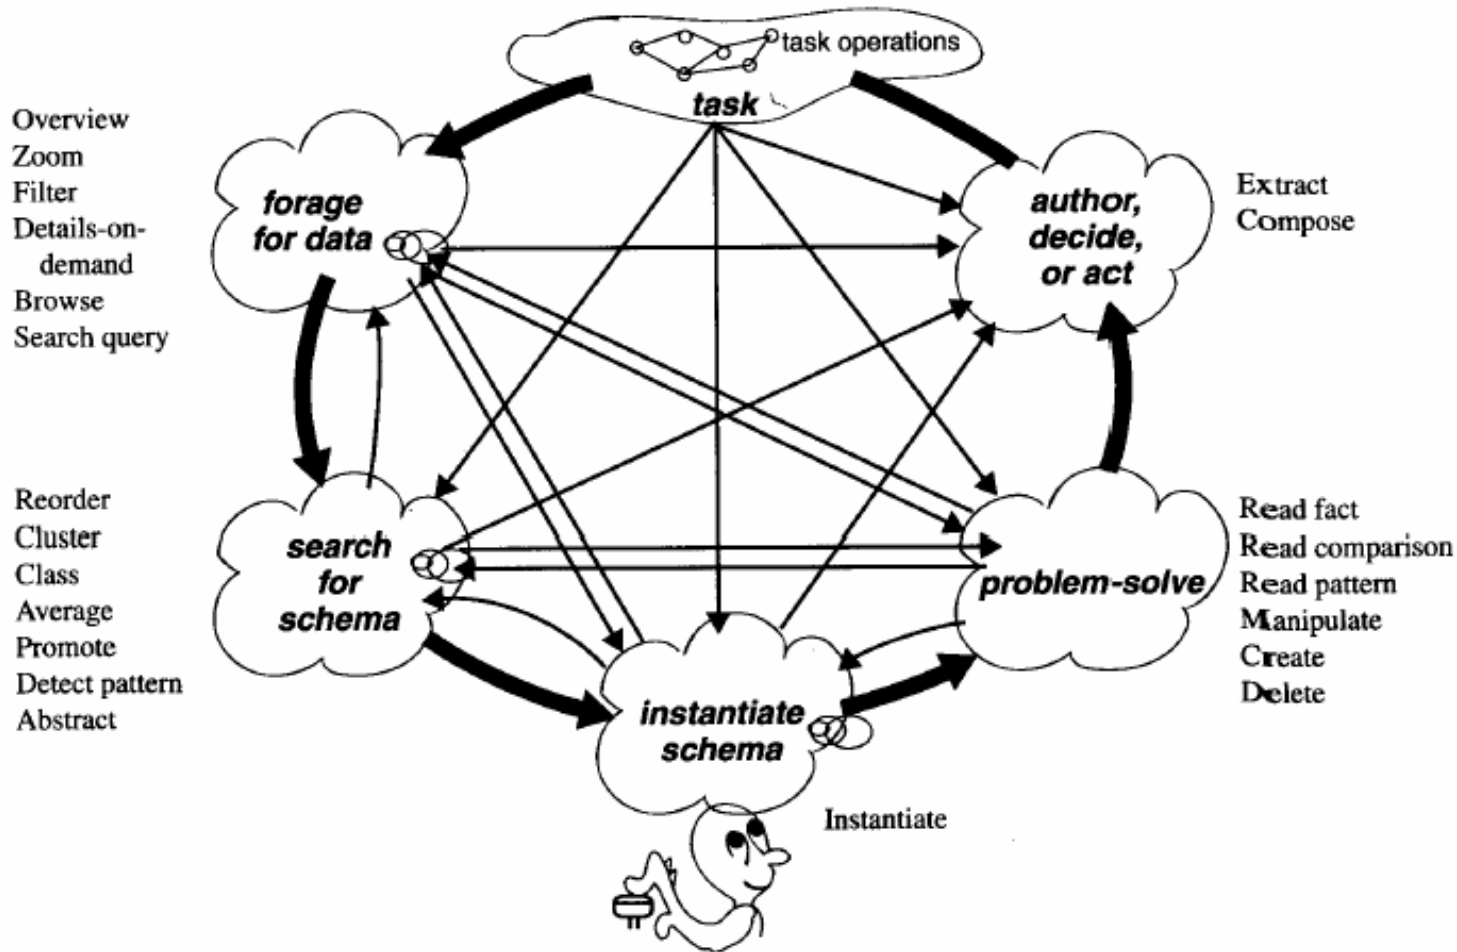 task operations
task
Overview
Zoom
Filter
Details-on-
demand
Browse
Search query
forage
for data
author,
decide,
or act
Extract
Compose
Reorder
Cluster
Class
Average
Promote
Detect pattern
Abstract
search
for
schema
problem-solve
Read fact
Read comparison
Read pattern
Manipulate
Create
Delete
instantiate
schema
Instantiate